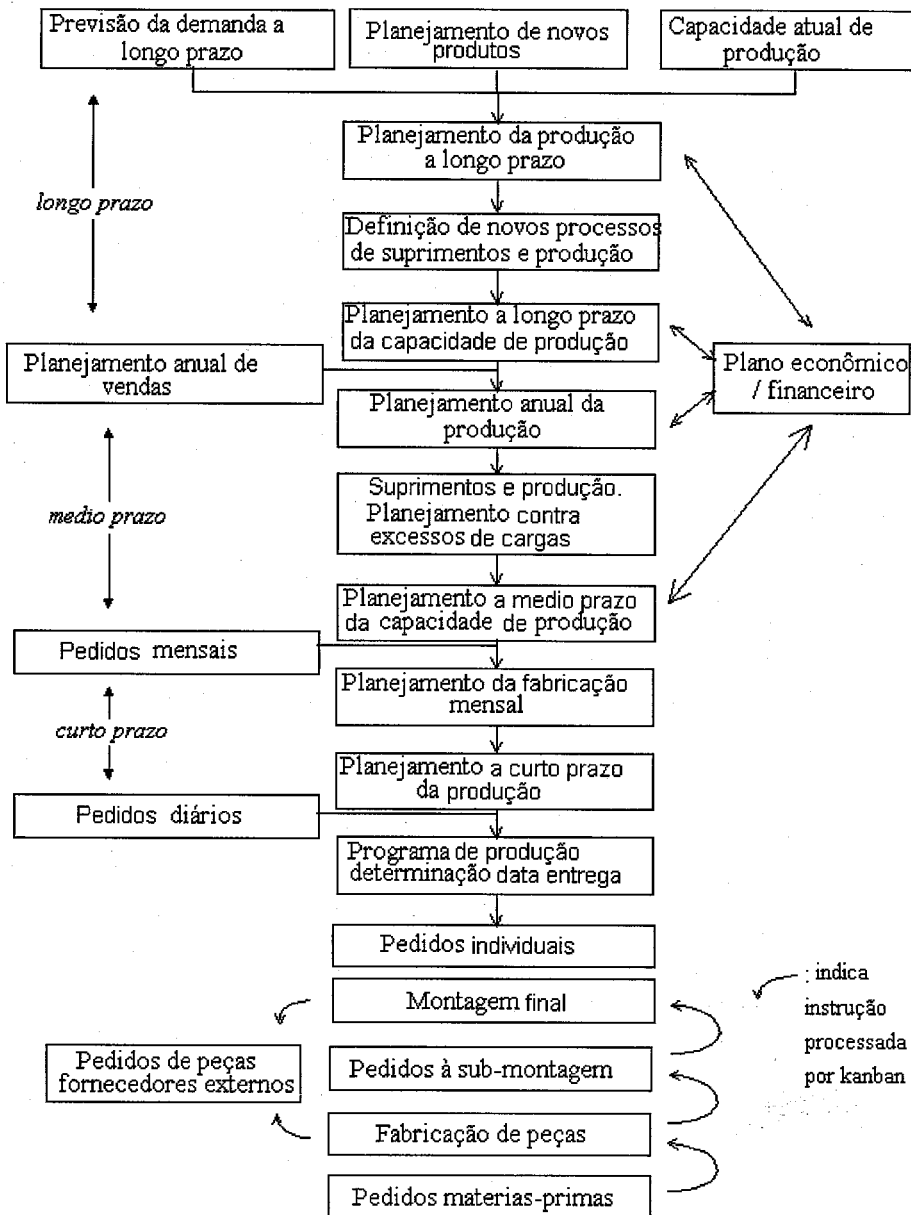 Previsão da demanda a
longo prazo
Planejamento de novos
produtos
Capacidade atual de
produção
Planejamento da produção
a longo prazo
longo prazo
Definição de novos processos
de suprimentos e produção
Planejamento a longo prazo
da capacidade de produção
Planejamento anual de
vendas
Plano econômico
/ financeiro
Planejamento anual da
produção
Suprimentos e produção.
Planejamento contra
excessos de cargas
medio prazo
Planejamento a medio prazo
da capacidade de produção
Pedidos mensais
Planejamento da fabricação
mensal
curto prazo
Planejamento a curto prazo
da produção
Pedidos diários
Programa de produção
determinação data entrega
Pedidos individuais
Montagem final
: indica
instrução
processada
por kanban
Pedidos de peças
fornecedores externos
Pedidos à sub-montagem
Fabricação de peças
Pedidos materias-primas